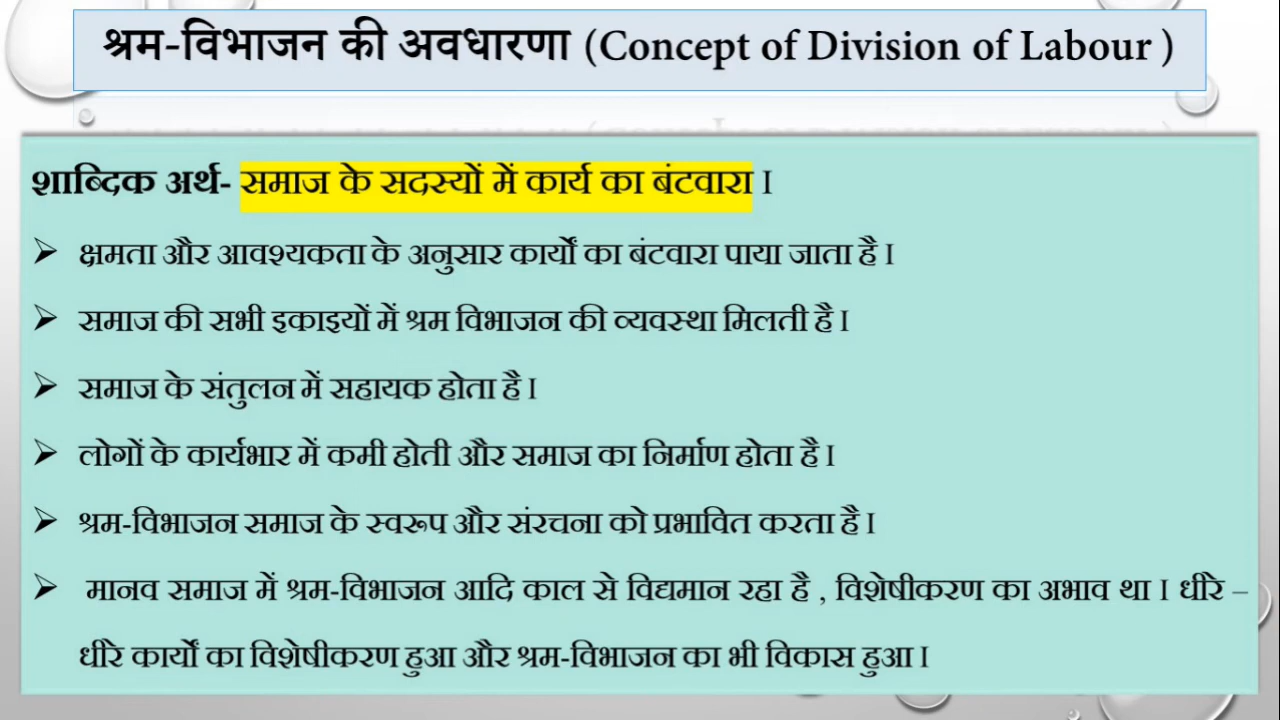 श्रम-विभाजन की अवधारणा (Concept of Division of Labour )
शाब्दिक अर्थ- समाज के सदस्यों में कार्य का बंटवारा I
➢ क्षमता और आवश्यकता के अनुसार कार्यों का बंटवारा पाया जाता है I
➢ समाज की सभी इकाइयों में श्रम विभाजन की व्यवस्था मिलती है I
➢ समाज के संतुलन में सहायक होता है I
➢ लोगों के कार्यभार में कमी होती और समाज का निर्माण होता है I
➢ श्रम-विभाजन समाज के स्वरूप और संरचना को प्रभावित करता है I
➢ मानव समाज में श्रम-विभाजन आदि काल से विद्यमान रहा है , विशेषीकरण का अभाव था I धीरे –
धीरे कार्यों का विशेषीकरण हुआ और श्रम-विभाजन का भी विकास हुआ I